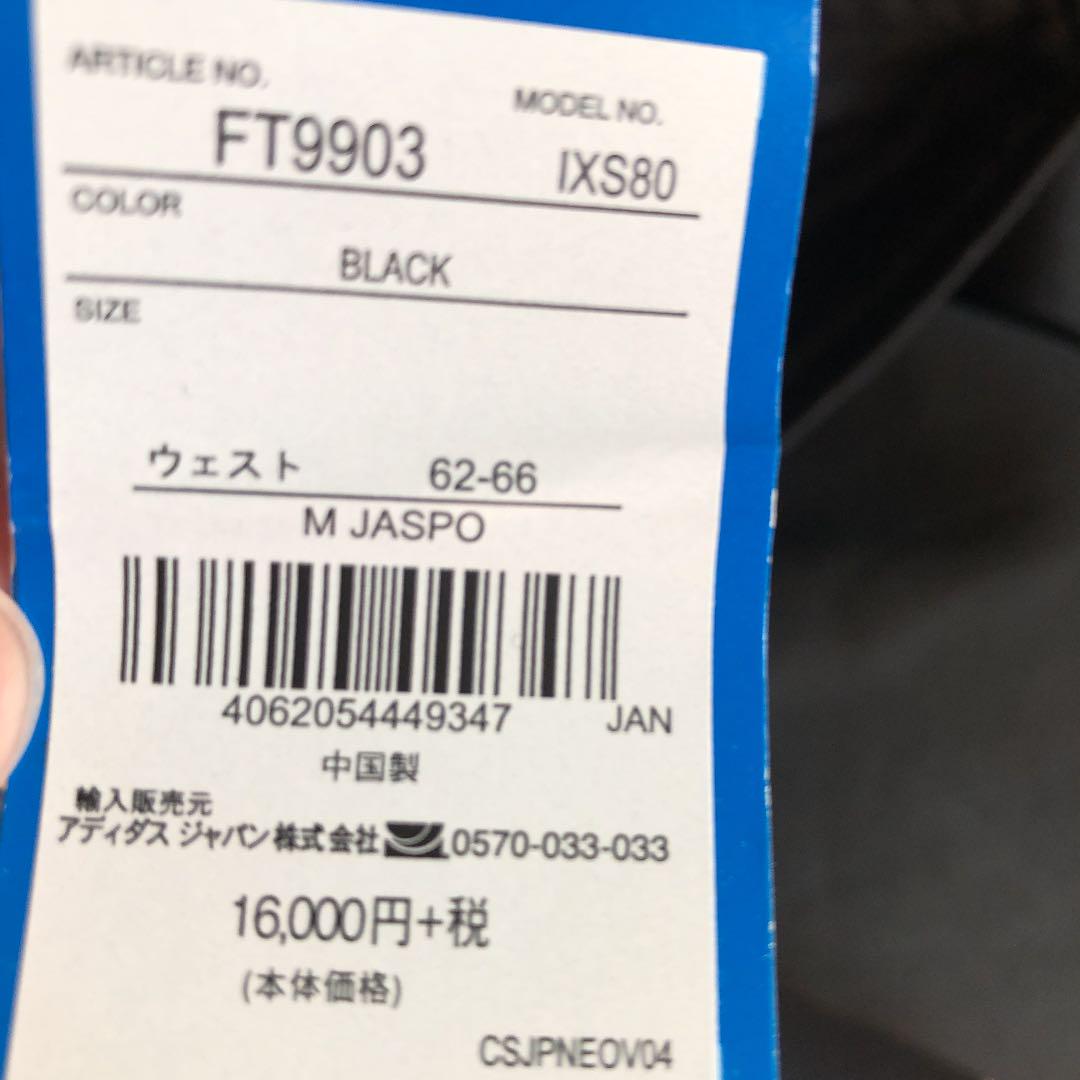 ARTICLE NO.
MODEL NO.
FT9903
IXS80
COLOR
BLACK
SIZE
ウェスト 62-66
M JASPO
4062054449347 JAN
中国製
輸入販売元
アディダス ジャパン株式会社 0570-033-033
16,000円+税
(本体価格)
CSJPNEOV04